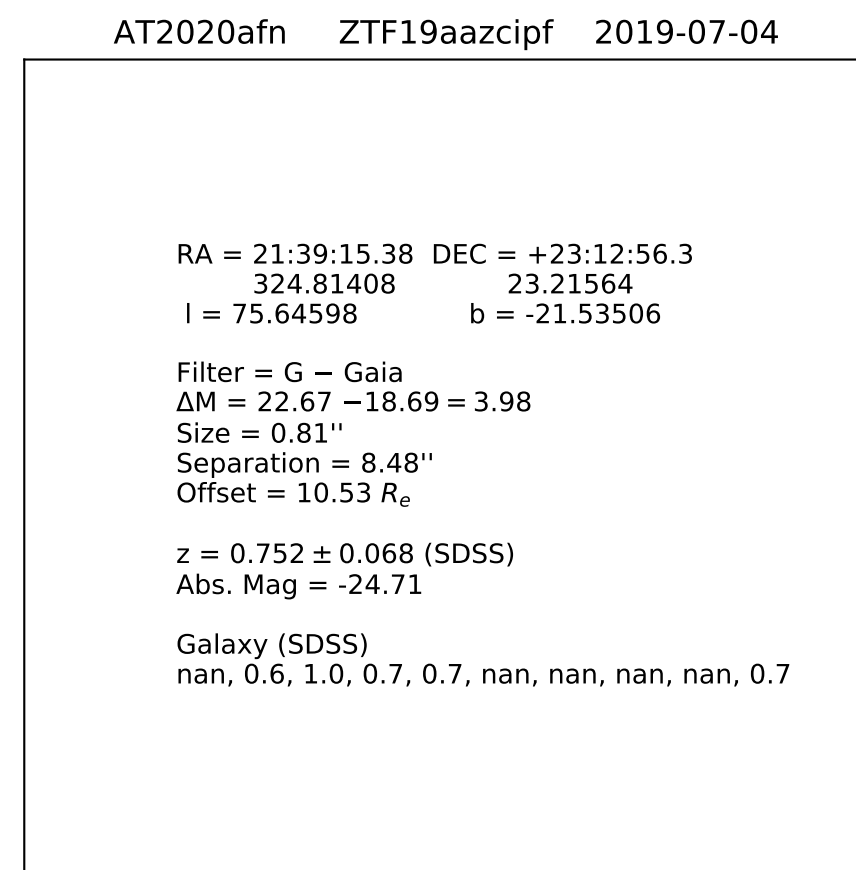 AT2020afn ZTF19aazcipf 2019-07-04
RA = 21:39:15.38 DEC = +23:12:56.3
324.81408 23.21564
l = 75.64598 b = -21.53506
Filter = G − Gaia
ΔM = 22.67 −18.69 = 3.98
Size = 0.81''
Separation = 8.48''
Offset = 10.53 Rₑ
z = 0.752 ± 0.068 (SDSS)
Abs. Mag = -24.71
Galaxy (SDSS)
nan, 0.6, 1.0, 0.7, 0.7, nan, nan, nan, nan, 0.7